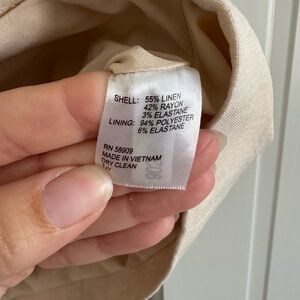 SHELL: 55% LINEN
42% RAYON
3% ELASTANE
LINING: 94% POLYESTER
6% ELASTANE
RN 58909
MADE IN VIETNAM
DRY CLEAN